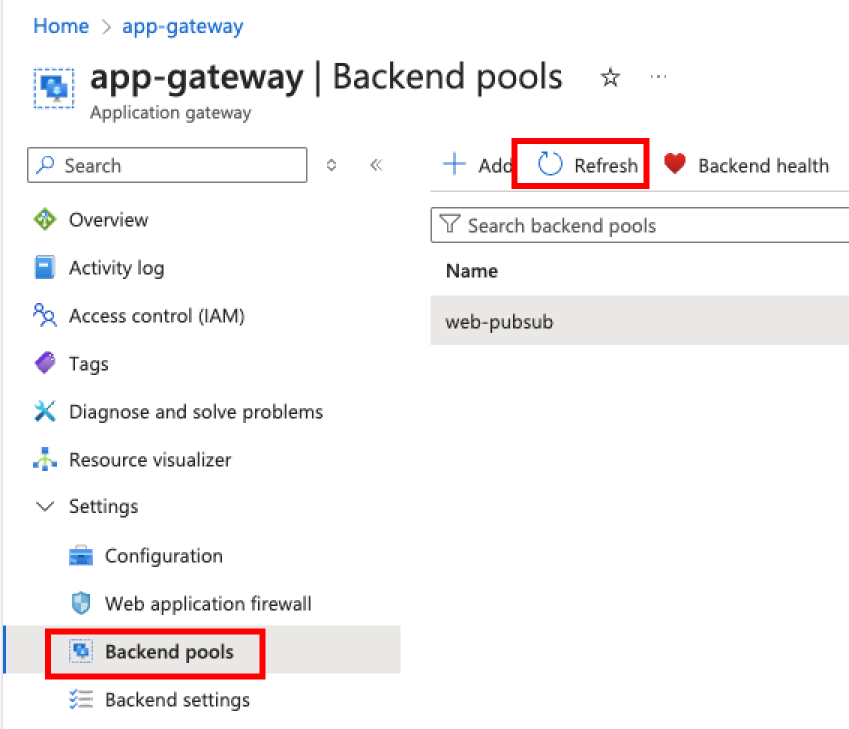 Home > app-gateway
app-gateway | Backend pools
Application gateway
Search
Overview
Activity log
Access control (IAM)
Tags
Diagnose and solve problems
Resource visualizer
Settings
Configuration
Web application firewall
Backend pools
Backend settings
Add Refresh Backend health
Search backend pools
Name
web-pubsub